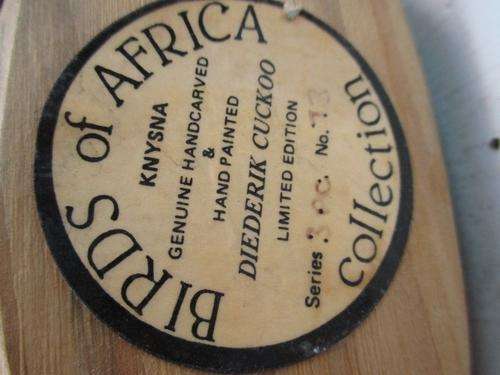 BIRDS of AFRICA
KNYSNA
GENUINE HANDCARVED
&
HAND PAINTED
DIEDERIK CUCKOO
LIMITED EDITION
Series No.
Collection